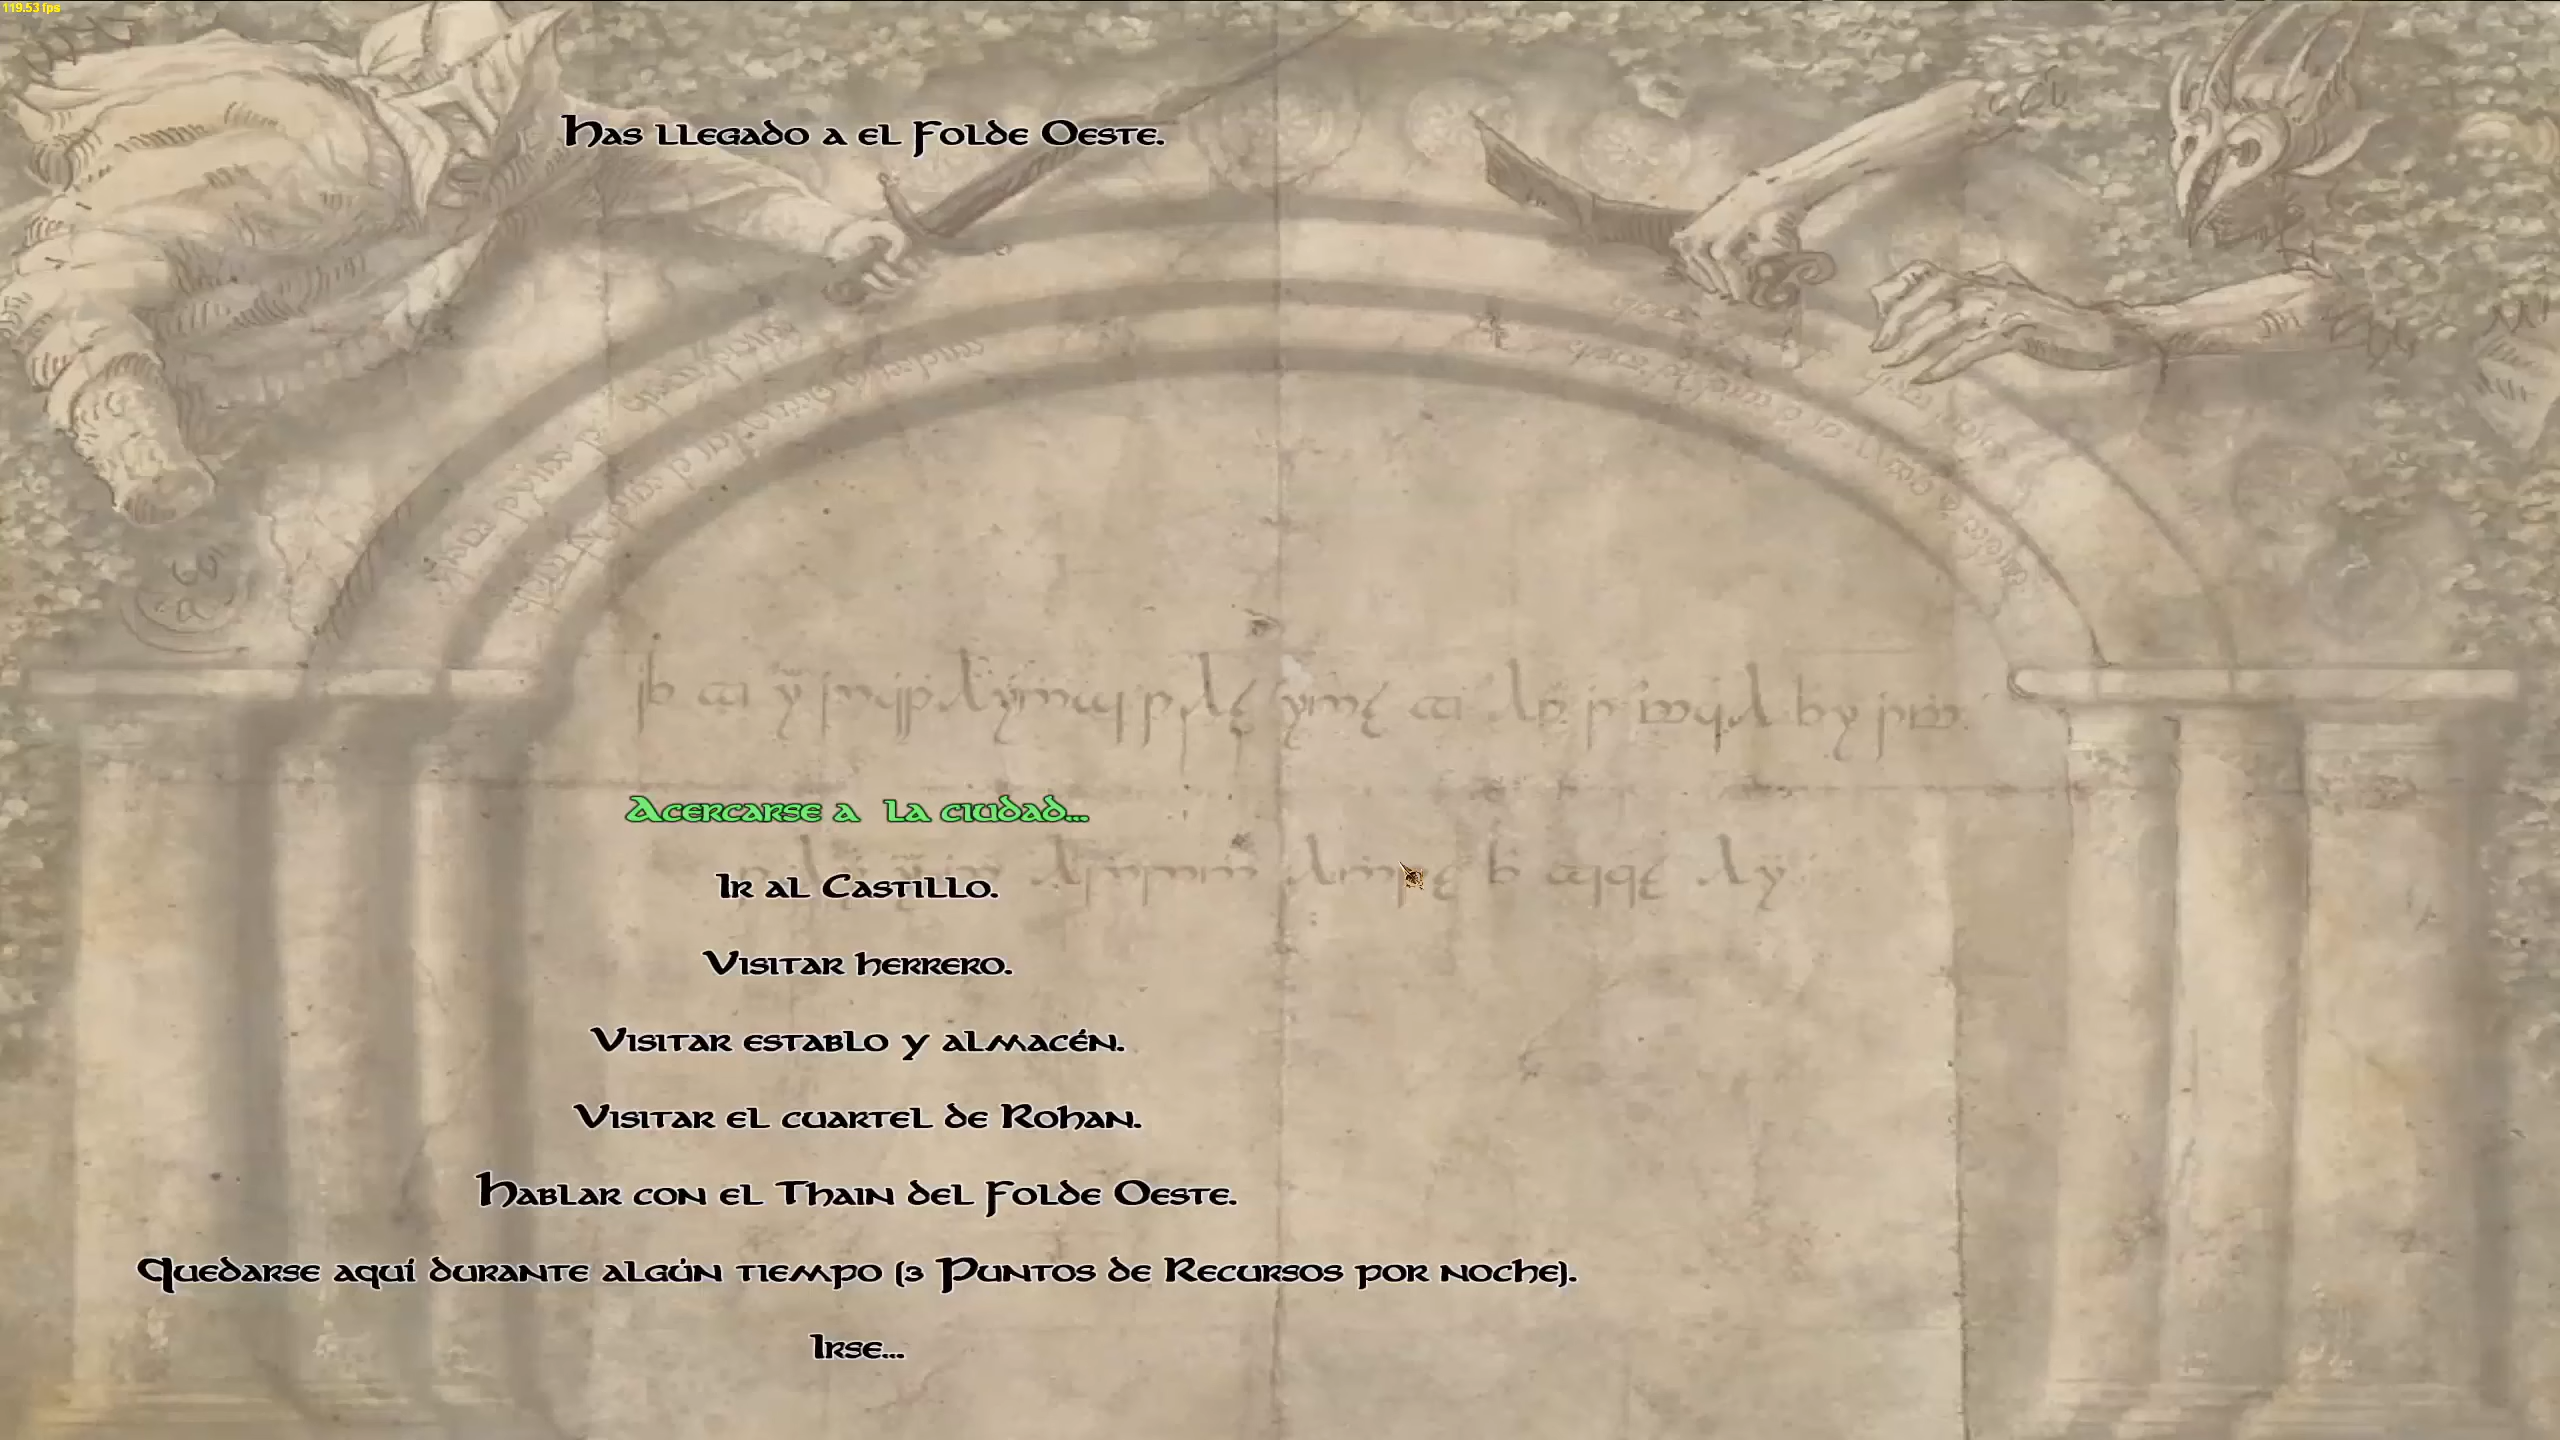 119.53 fps
Has llegado a el Folde Oeste.
Acercarse a  la ciudad...
Ir al Castillo.
Visitar herrero.
Visitar establo y almacén.
Visitar el cuartel de Rohan.
Hablar con el Thain del Folde Oeste.
Quedarse aquí durante algún tiempo (3 Puntos de Recursos por noche).
Irse...